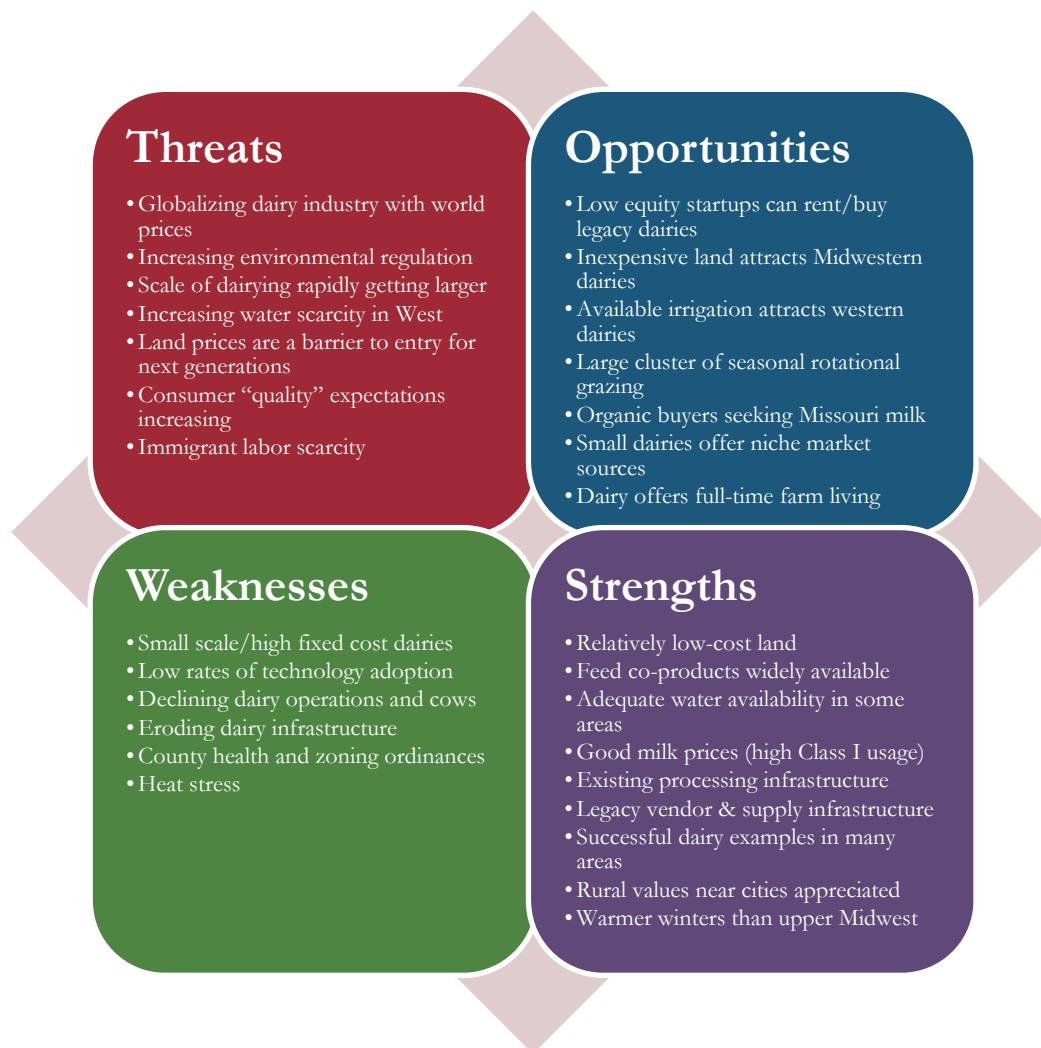 Threats
• Globalizing dairy industry with world
prices
• Increasing environmental regulation
• Scale of dairying rapidly getting larger
• Increasing water scarcity in West
• Land prices are a barrier to entry for
next generations
• Consumer “quality” expectations
increasing
• Immigrant labor scarcity
Opportunities
• Low equity startups can rent/buy
legacy dairies
• Inexpensive land attracts Midwestern
dairies
• Available irrigation attracts western
dairies
• Large cluster of seasonal rotational
grazing
• Organic buyers seeking Missouri milk
• Small dairies offer niche market
sources
• Dairy offers full-time farm living
Weaknesses
• Small scale/high fixed cost dairies
• Low rates of technology adoption
• Declining dairy operations and cows
• Eroding dairy infrastructure
• County health and zoning ordinances
• Heat stress
Strengths
• Relatively low-cost land
• Feed co-products widely available
• Adequate water availability in some
areas
• Good milk prices (high Class I usage)
• Existing processing infrastructure
• Legacy vendor & supply infrastructure
• Successful dairy examples in many
areas
• Rural values near cities appreciated
• Warmer winters than upper Midwest